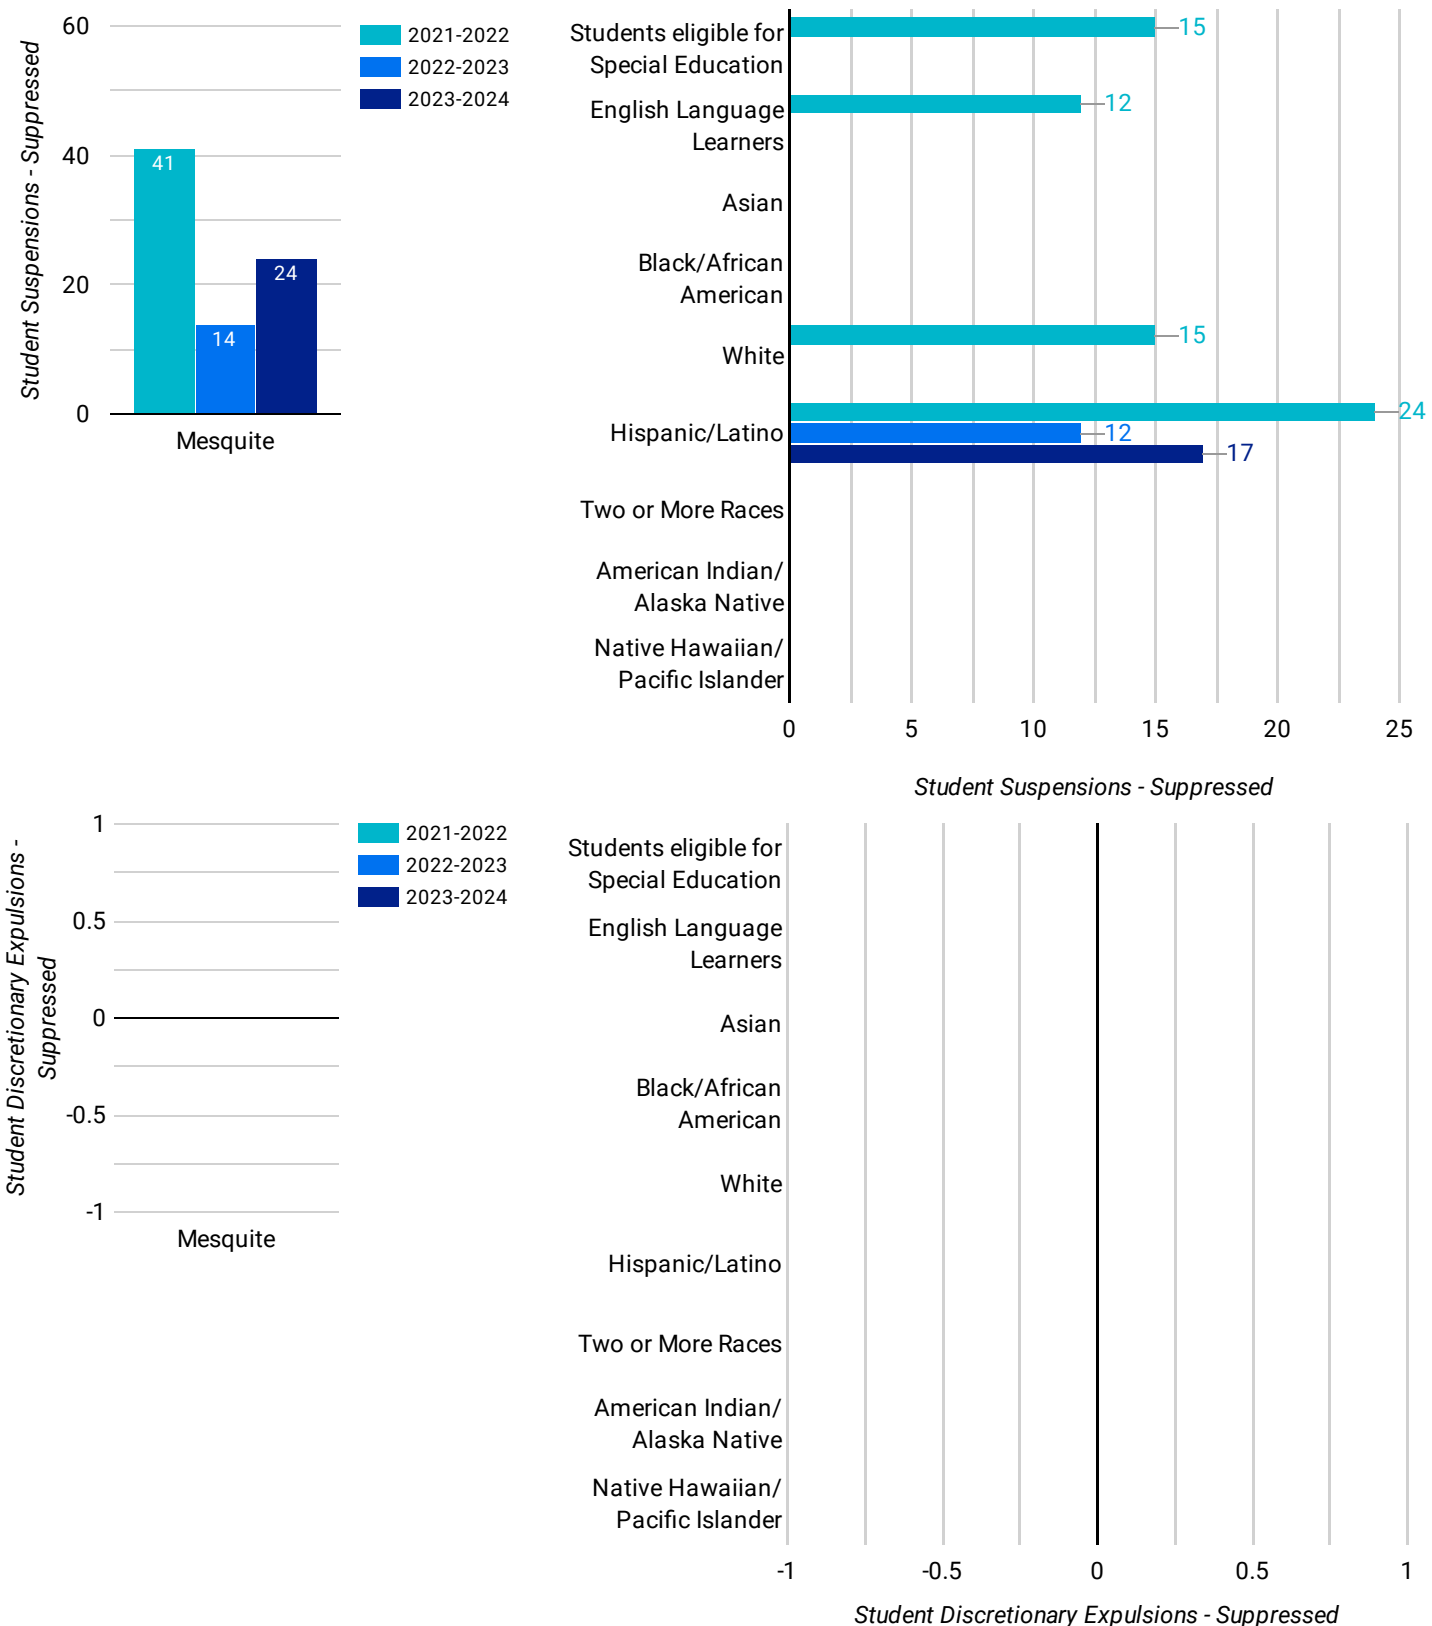 Student Suspensions - Suppressed
60
40
20
0
41
14
24
Mesquite
2021-2022
2022-2023
2023-2024
Students eligible for
Special Education
English Language
Learners
Asian
Black/African
American
White
Hispanic/Latino
Two or More Races
American Indian/
Alaska Native
Native Hawaiian/
Pacific Islander
15
12
15
24
12
17
0
5
10
15
20
25
Student Suspensions - Suppressed
Student Discretionary Expulsions -
Suppressed
1
0.5
0
-0.5
-1
Mesquite
2021-2022
2022-2023
2023-2024
Students eligible for
Special Education
English Language
Learners
Asian
Black/African
American
White
Hispanic/Latino
Two or More Races
American Indian/
Alaska Native
Native Hawaiian/
Pacific Islander
-1
-0.5
0
0.5
1
Student Discretionary Expulsions - Suppressed